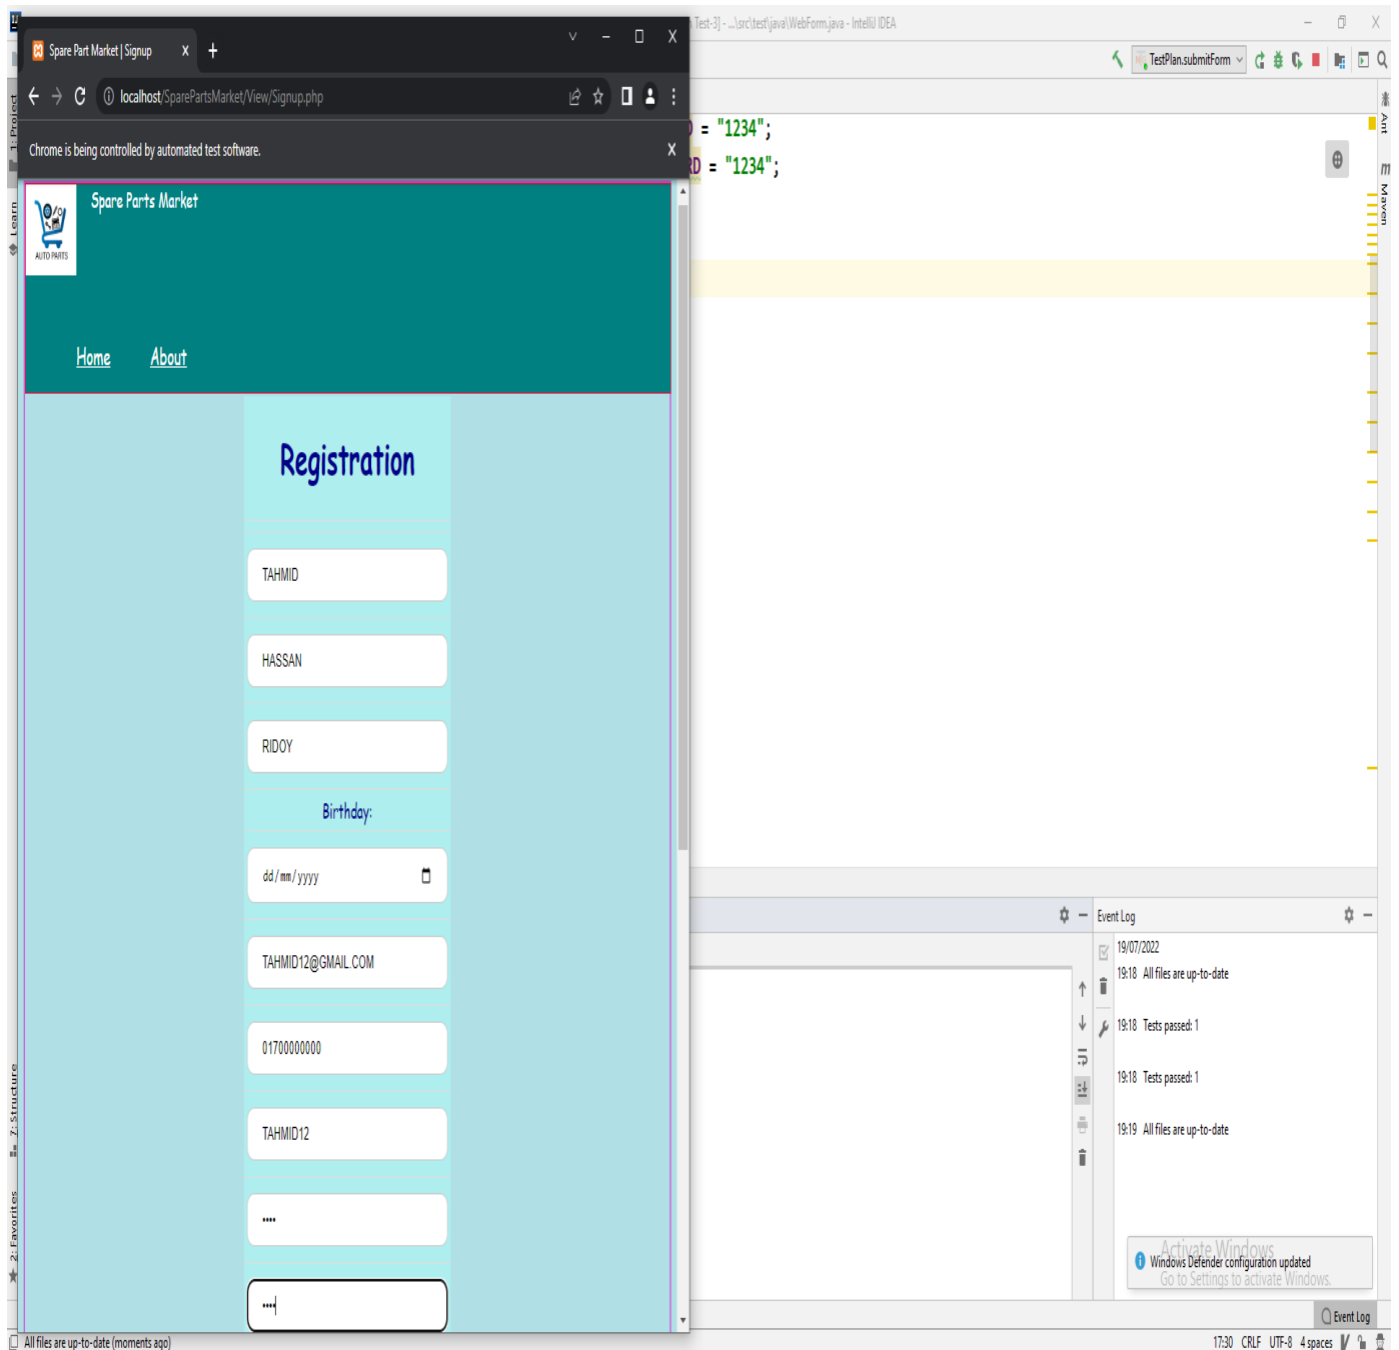 Test-3] - ...\src\test\java\WebForm.java - IntelliJ IDEA
Spare Part Market | Signup
TestPlan.submitForm
localhost/SparePartsMarket/View/Signup.php
Chrome is being controlled by automated test software.
= "1234";
RD = "1234";
1: Project
Learn
7: Structure
2: Favorites
Ant
Maven
Spare Parts Market
AUTO PARTS
Home About
Registration
TAHMID
HASSAN
RIDOY
Birthday:
dd/mm/yyyy
TAHMID12@GMAIL.COM
01700000000
TAHMID12
••••
••••
Event Log
19/07/2022
19:18 All files are up-to-date
19:18 Tests passed: 1
19:18 Tests passed: 1
19:19 All files are up-to-date
Activate Windows
Windows Defender configuration updated
Go to Settings to activate Windows.
Event Log
All files are up-to-date (moments ago)
17:30 CRLF UTF-8 4 spaces